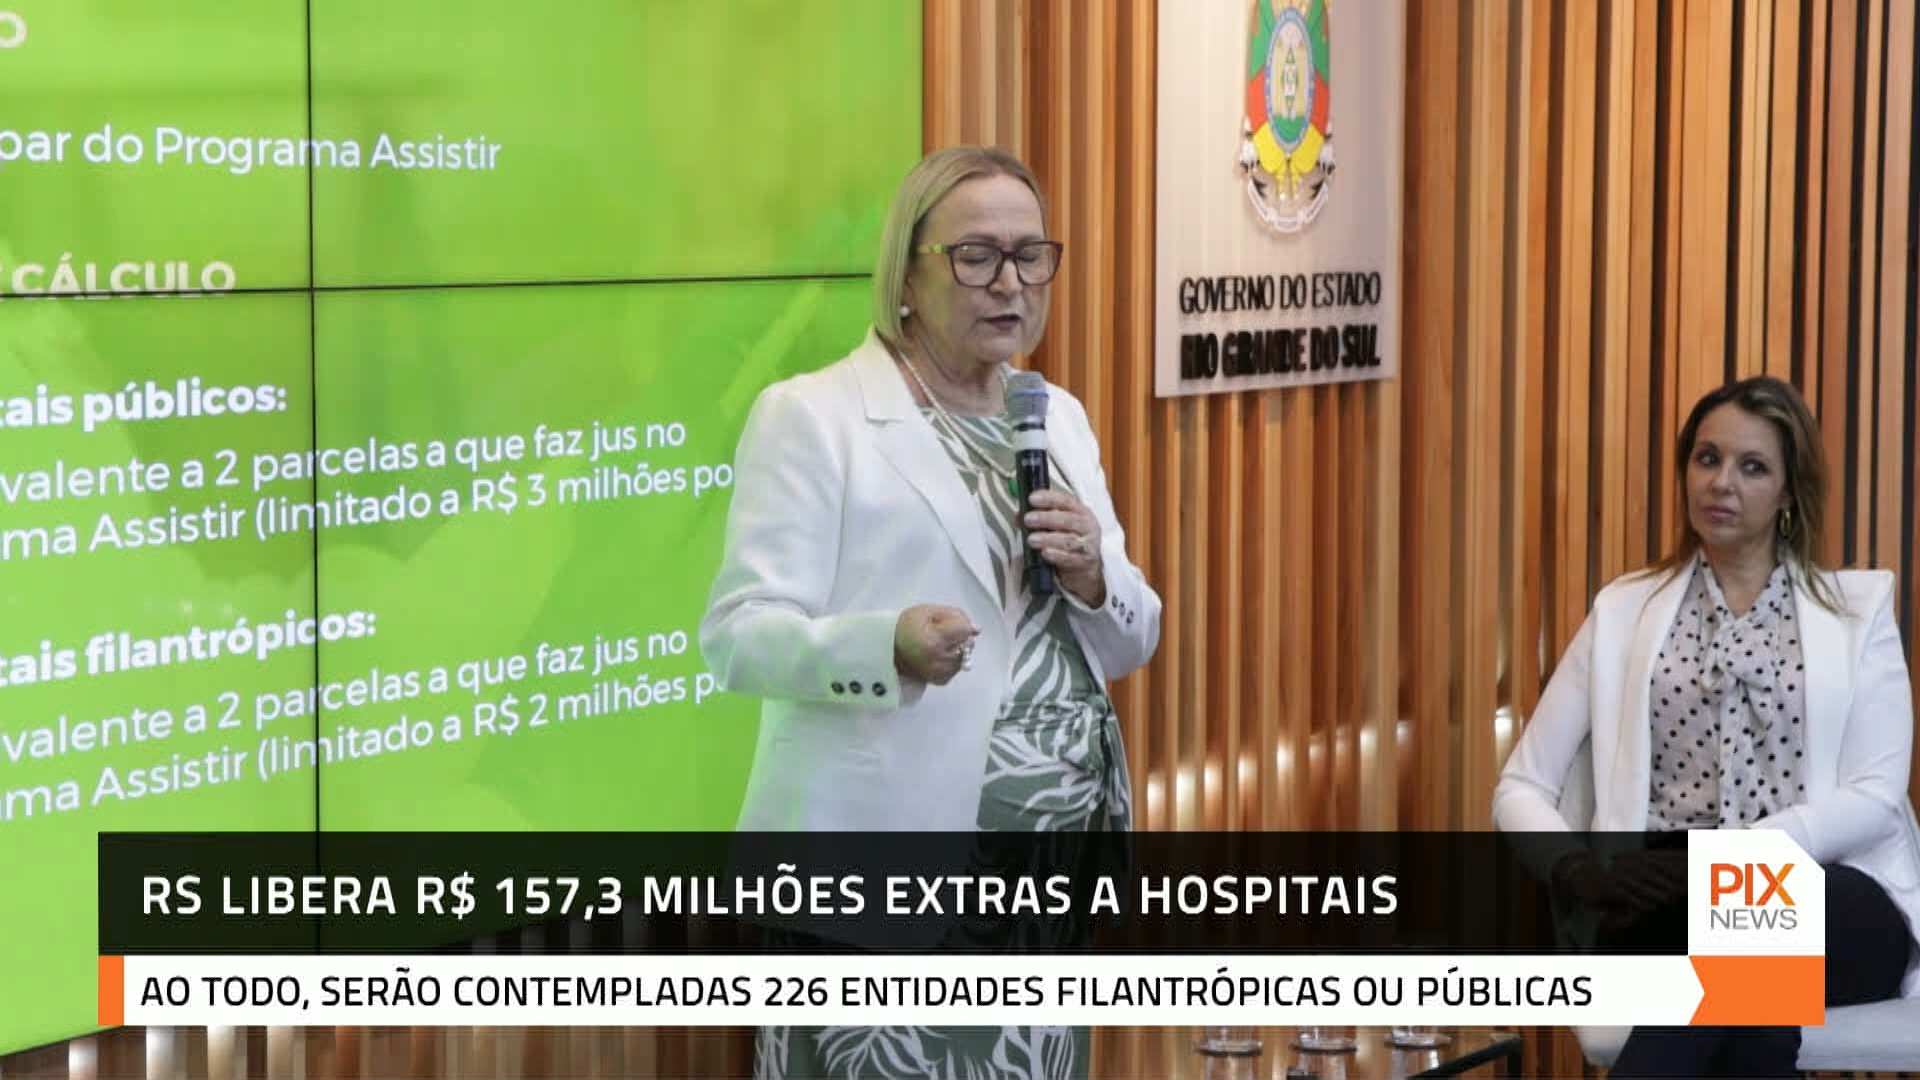 O
par do Programa Assistir
CÁLCULO
tais públicos:
valente a 2 parcelas a que faz jus no
ma Assistir (limitado a R$ 3 milhões po
tais filantrópicos:
valente a 2 parcelas a que faz jus no
ama Assistir (limitado a R$ 2 milhões p
GOVERNO DO ESTADO
RIO GRANDE DO SUL
RS LIBERA R$ 157,3 MILHÕES EXTRAS A HOSPITAIS
PIX
NEWS
AO TODO, SERÃO CONTEMPLADAS 226 ENTIDADES FILANTRÓPICAS OU PÚBLICAS